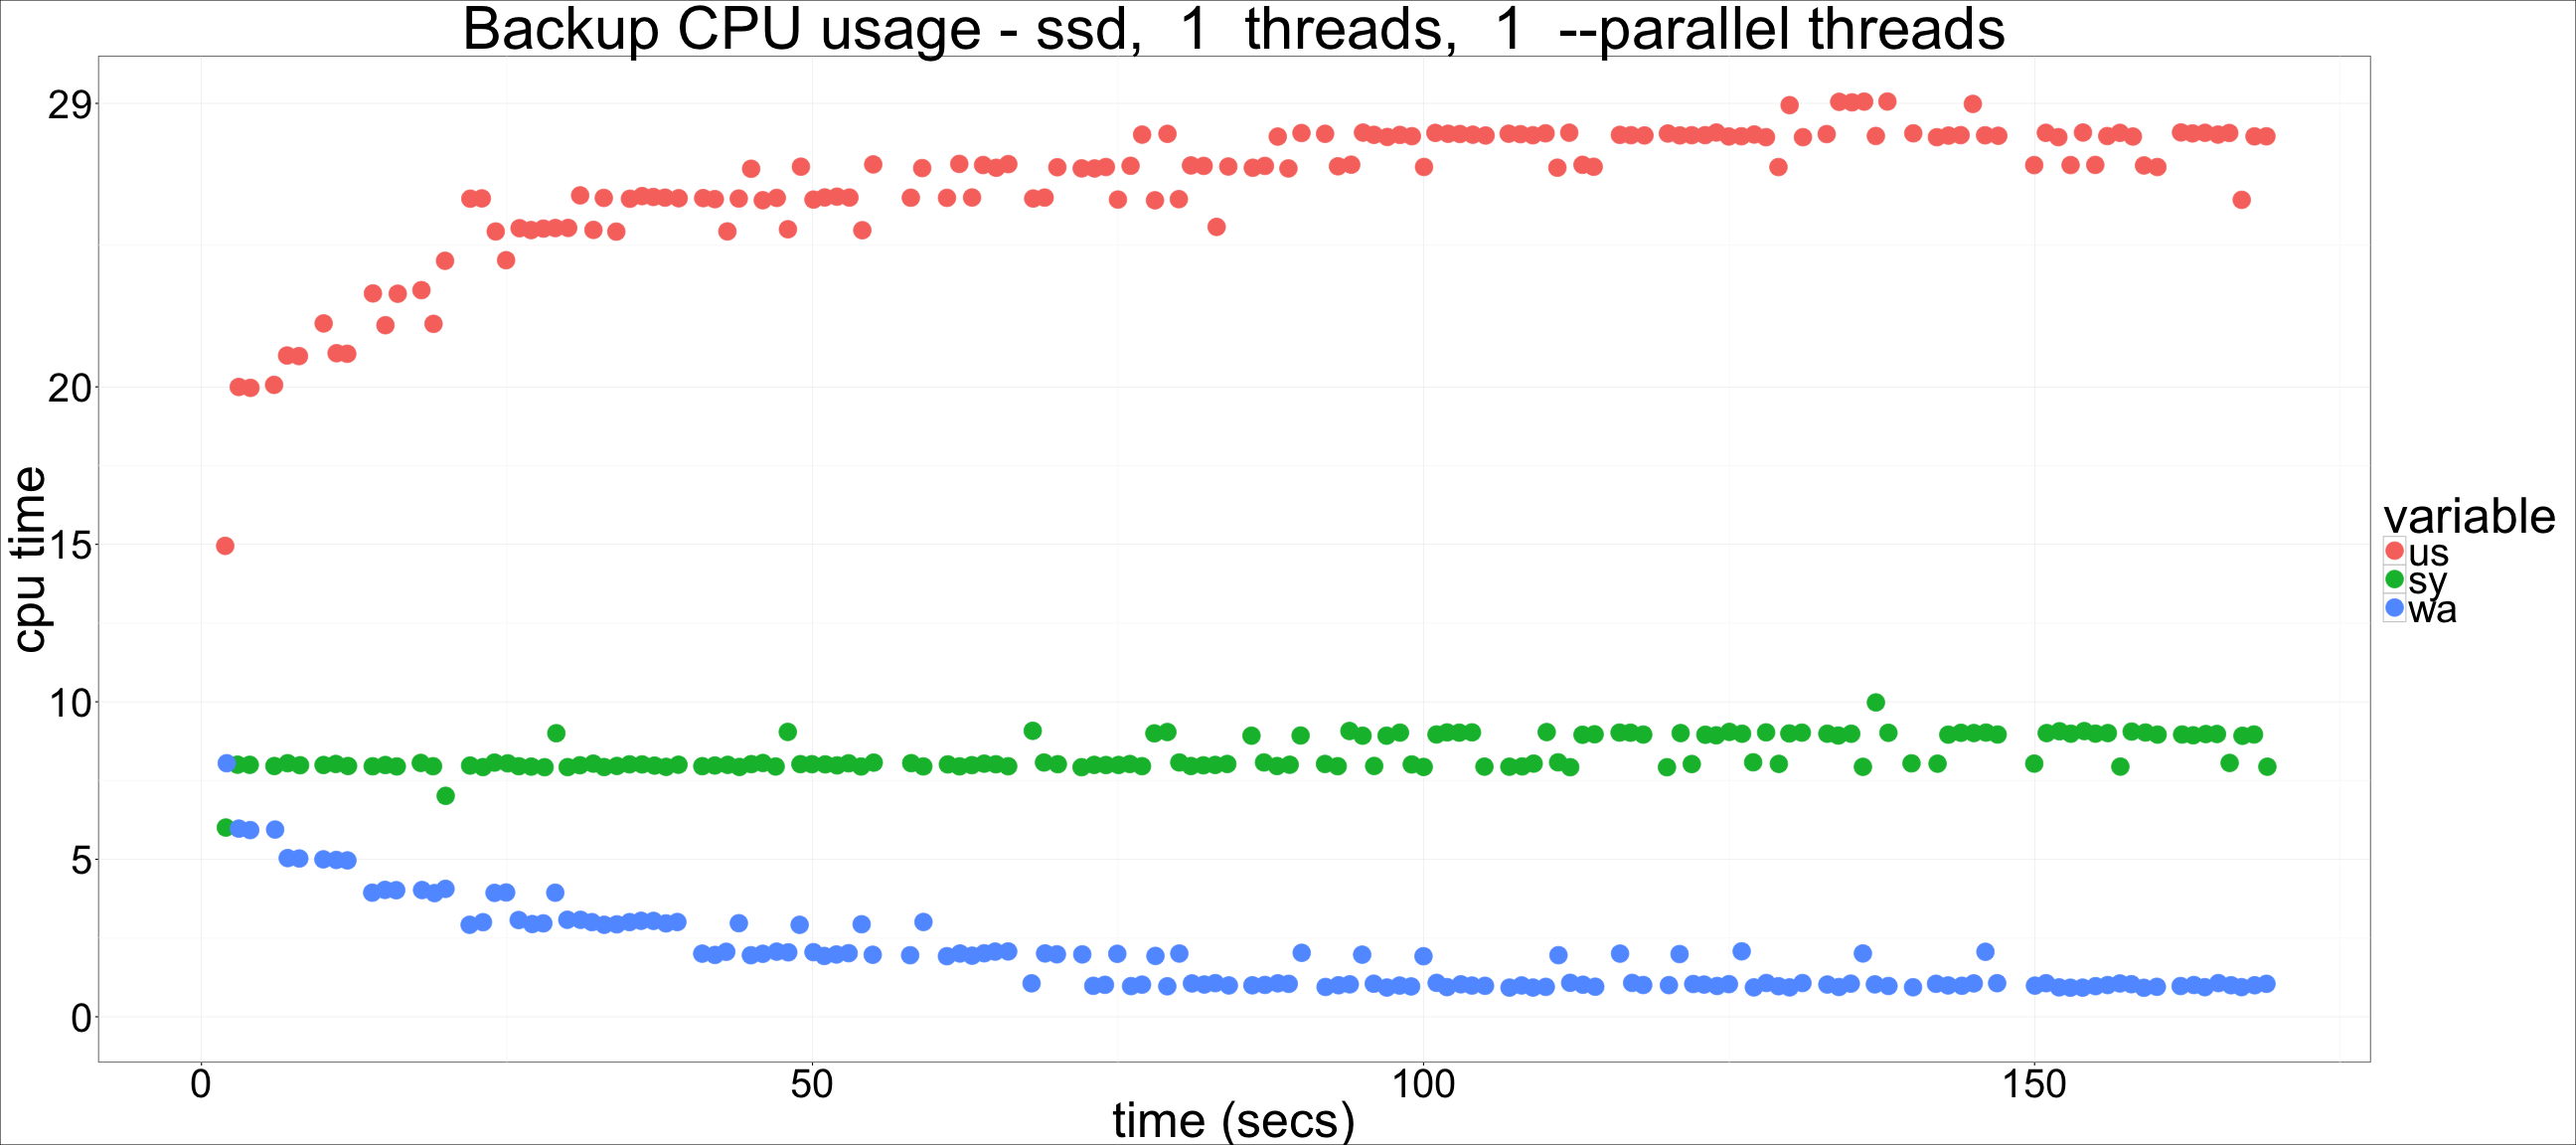 Backup CPU usage - ssd,  1  threads,  1  --parallel threads
29
20
15
10
5
0
cpu time
0 50 100 150
time (secs)
variable
us
sy
wa